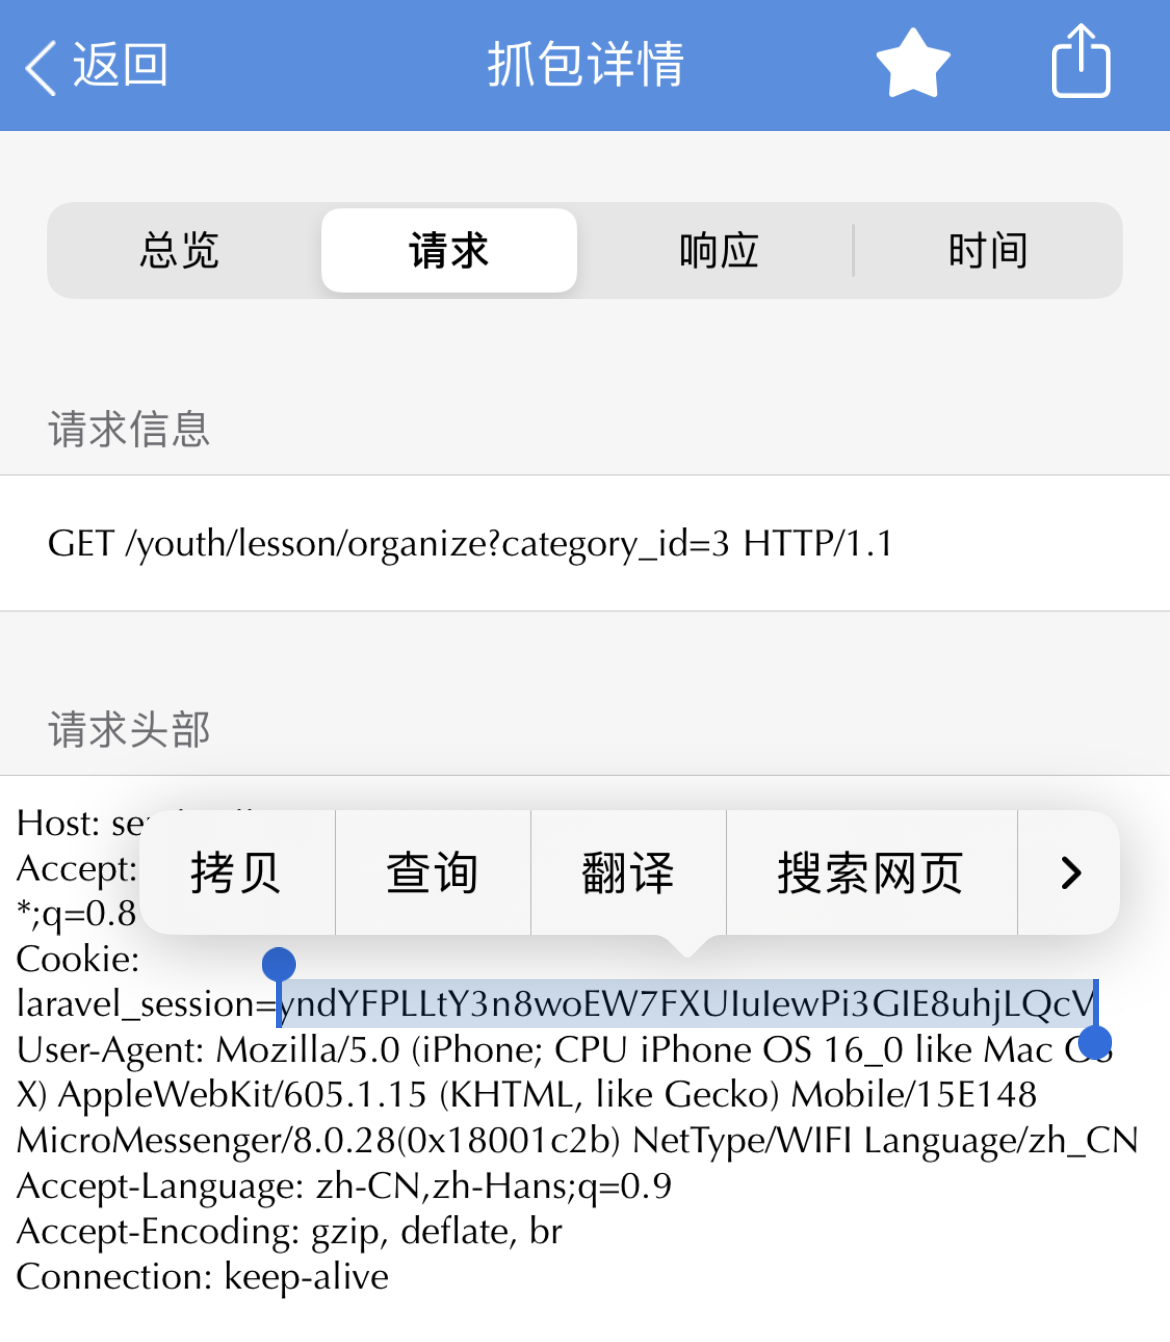 返回
抓包详情
总览
请求
响应
时间
请求信息
GET /youth/lesson/organize?category_id=3 HTTP/1.1
请求头部
Host:
Accept:
*;q=0.8
拷贝
查询
翻译
搜索网页
Cookie:
laravel_session=yndYFPLLtY3n8woEW7FXUIuIewPi3GIE8uhjLQcV
User-Agent: Mozilla/5.0 (iPhone; CPU iPhone OS 16_0 like Mac OS
X) AppleWebKit/605.1.15 (KHTML, like Gecko) Mobile/15E148
MicroMessenger/8.0.28(0x18001c2b) NetType/WIFI Language/zh_CN
Accept-Language: zh-CN,zh-Hans;q=0.9
Accept-Encoding: gzip, deflate, br
Connection: keep-alive